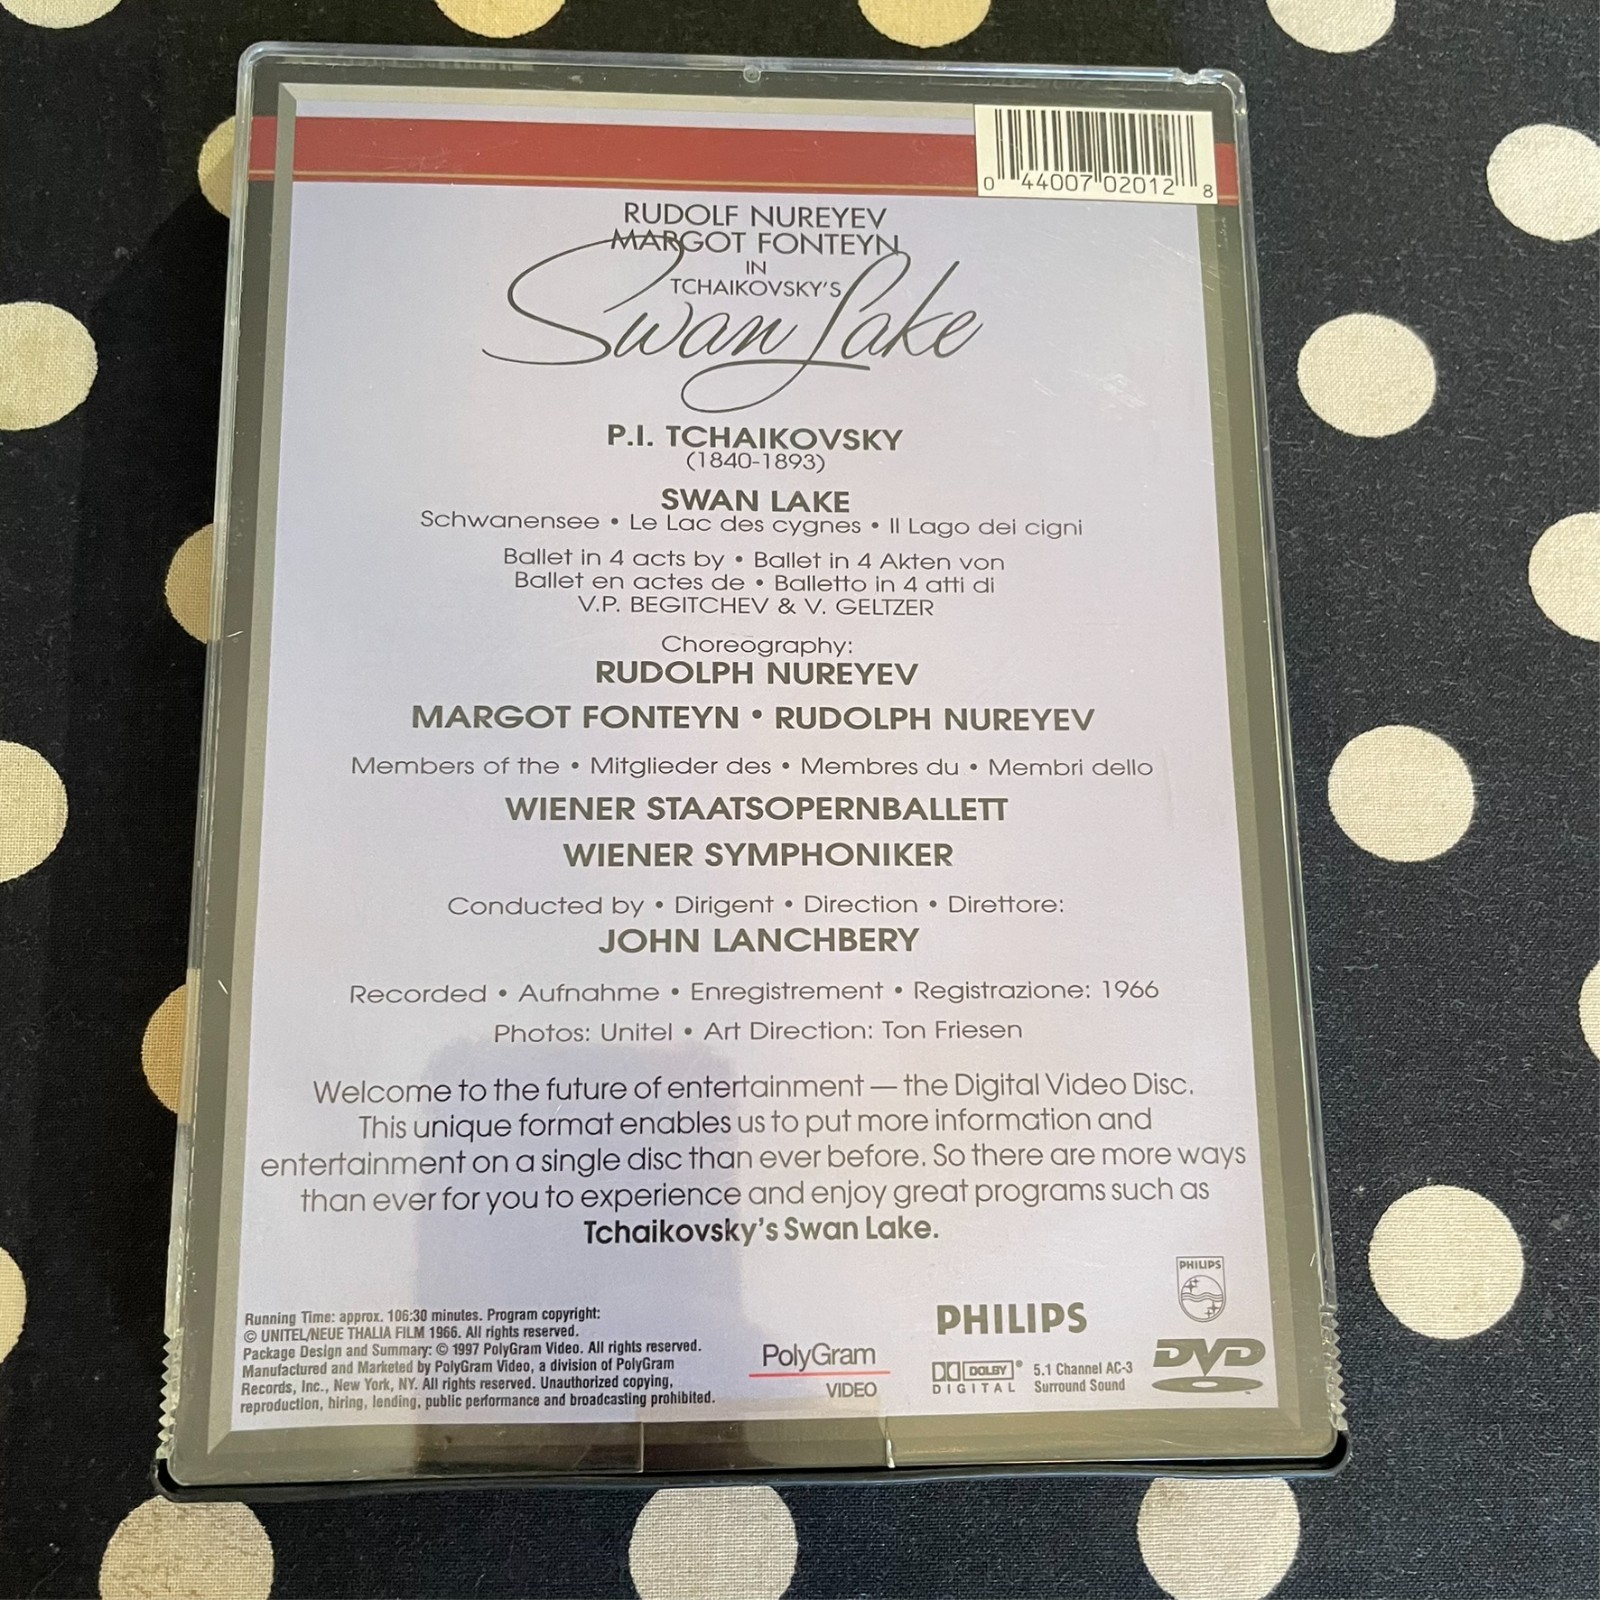 0 44007 02012 8
RUDOLF NUREYEV
MARGOT FONTEYN
IN
TCHAIKOVSKY'S
Swan Lake
P.I. TCHAIKOVSKY
(1840-1893)
SWAN LAKE
Schwanensee • Le Lac des cygnes • Il Lago dei cigni
Ballet in 4 acts by • Ballet in 4 Akten von
Ballet en actes de • Balletto in 4 atti di
V.P. BEGITCHEV & V. GELTZER
Choreography:
RUDOLPH NUREYEV
MARGOT FONTEYN • RUDOLPH NUREYEV
Members of the • Mitglieder des • Membres du • Membri dello
WIENER STAATSOPERNBALLETT
WIENER SYMPHONIKER
Conducted by • Dirigent • Direction • Direttore:
JOHN LANCHBERY
Recorded • Aufnahme • Enregistrement • Registrazione: 1966
Photos: Unitel • Art Direction: Ton Friesen
Welcome to the future of entertainment — the Digital Video Disc.
This unique format enables us to put more information and
entertainment on a single disc than ever before. So there are more ways
than ever for you to experience and enjoy great programs such as
Tchaikovsky's Swan Lake.
Running Time: approx. 106:30 minutes. Program copyright:
© UNITEL/NEUE THALIA FILM 1966. All rights reserved.
Package Design and Summary: © 1997 PolyGram Video. All rights reserved.
Manufactured and Marketed by PolyGram Video, a division of PolyGram
Records, Inc., New York, NY. All rights reserved. Unauthorized copying,
reproduction, hiring, lending, public performance and broadcasting prohibited.
PolyGram
VIDEO
PHILIPS
DOLBY®
DIGITAL
5.1 Channel AC-3
Surround Sound
PHILIPS
DVD